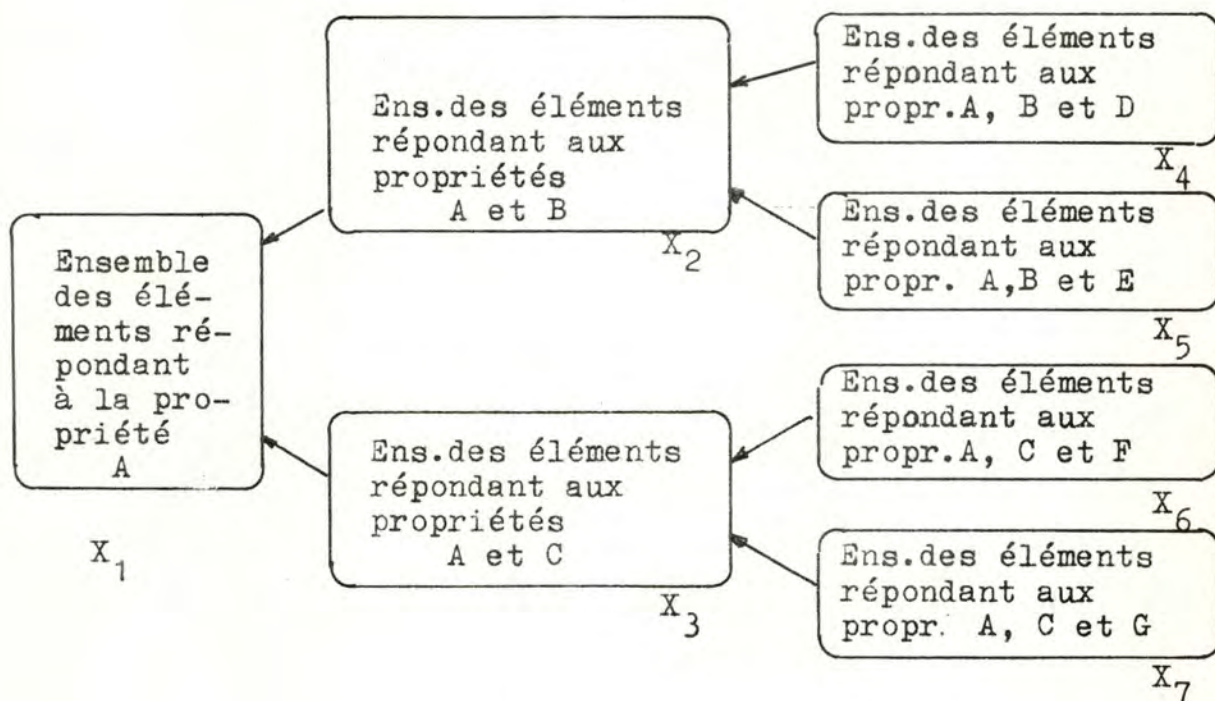 Ensemble
des élé-
ments ré-
pondant
à la pro-
priété
A
X1
Ens.des éléments
répondant aux
propriétés
A et B
X2
Ens.des éléments
répondant aux
propriétés
A et C
X3
Ens.des éléments
répondant aux
propr.A, B et D
X4
Ens.des éléments
répondant aux
propr. A,B et E
X5
Ens.des éléments
répondant aux
propr.A, C et F
X6
Ens.des éléments
répondant aux
propr. A, C et G
X7